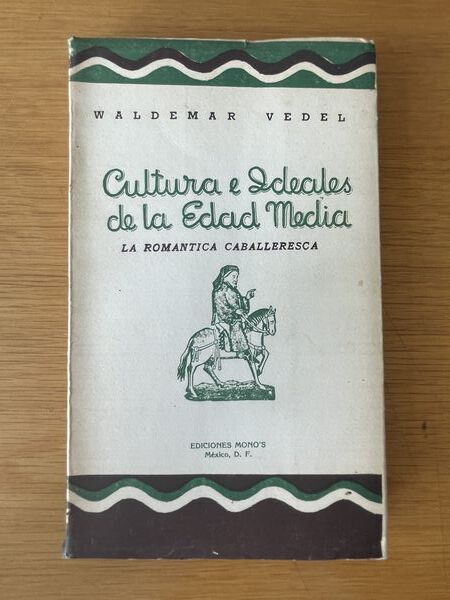 WALDEMAR VEDEL
Cultura e Ideales
de la Edad Media
LA ROMANTICA CABALLERESCA
EDICIONES MONO'S
México, D. F.